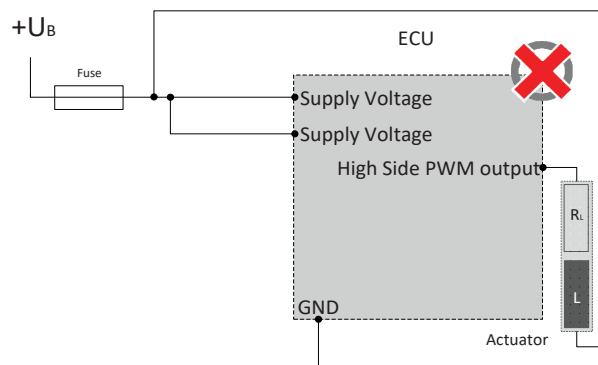 +UB
ECU
Fuse
Supply Voltage
Supply Voltage
High Side PWM output
RL
L
GND
Actuator